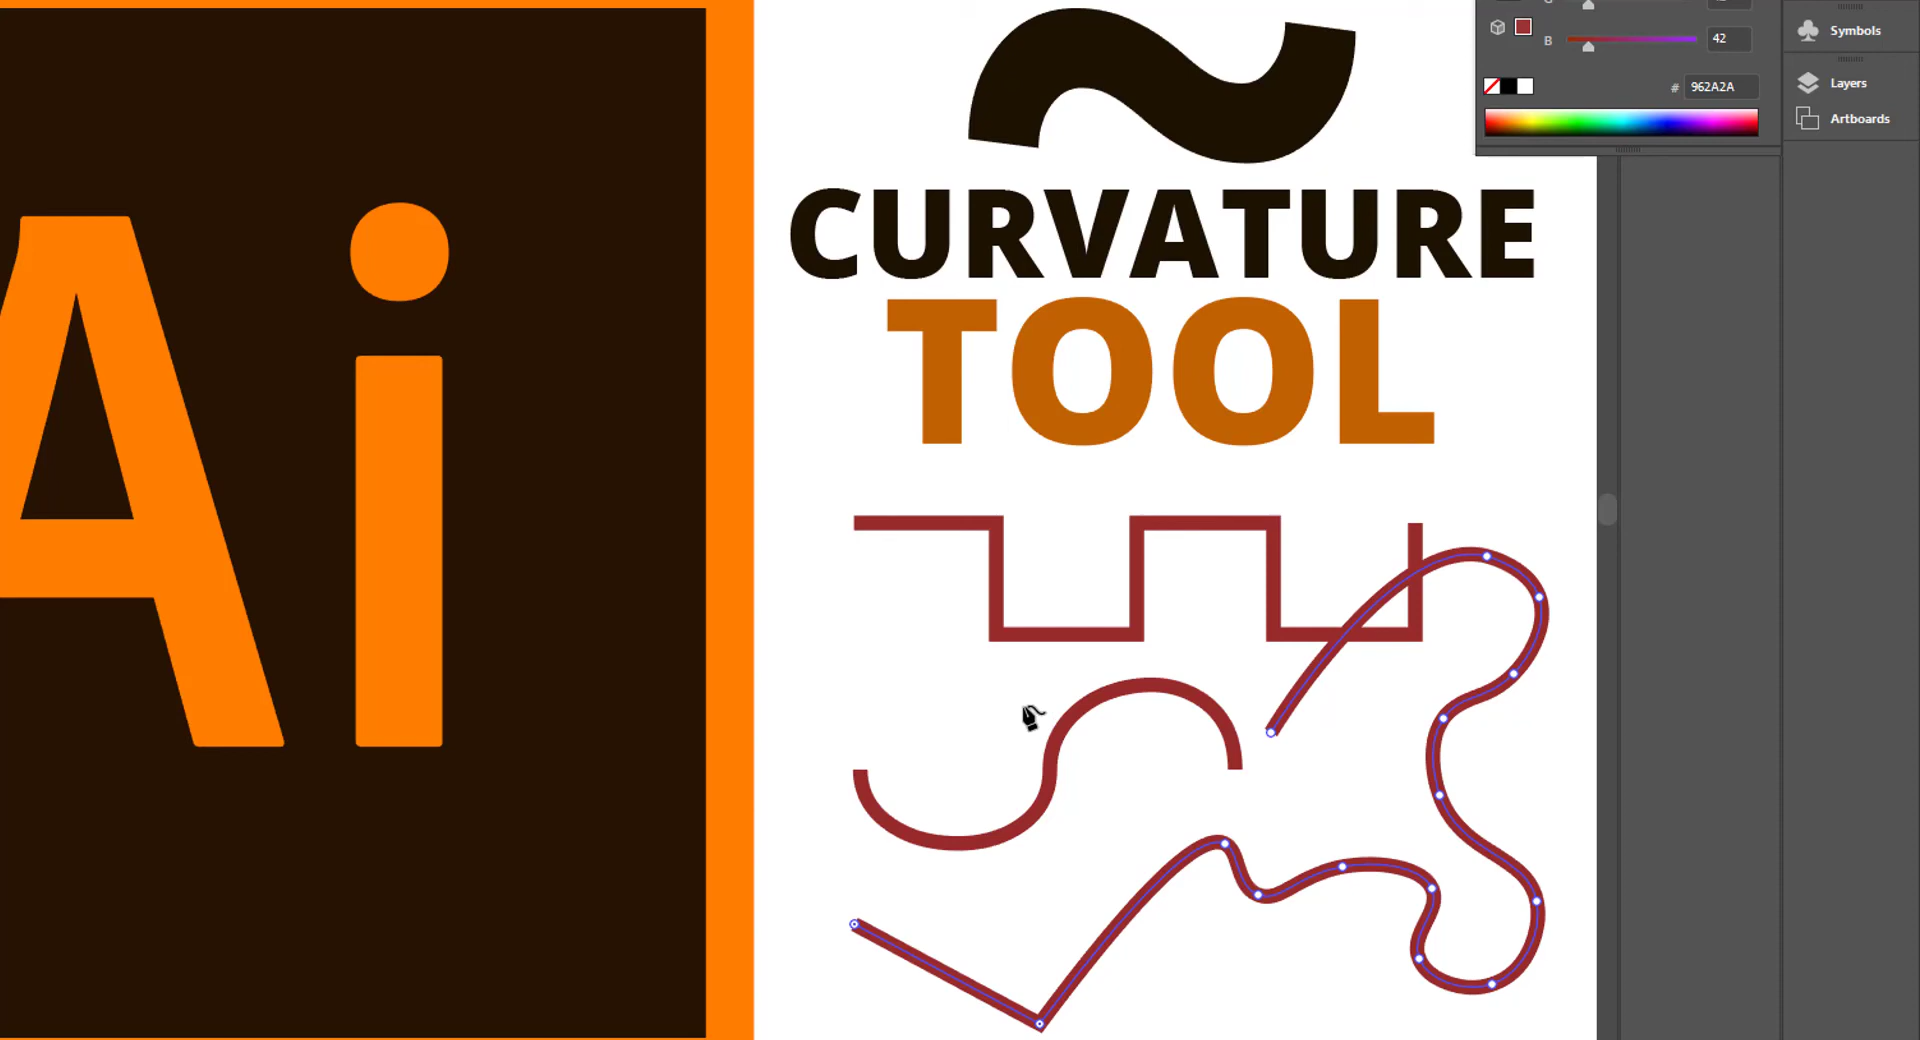 Ai
CURVATURE
TOOL
B
42
#
962A2A
Symbols
Layers
Artboards